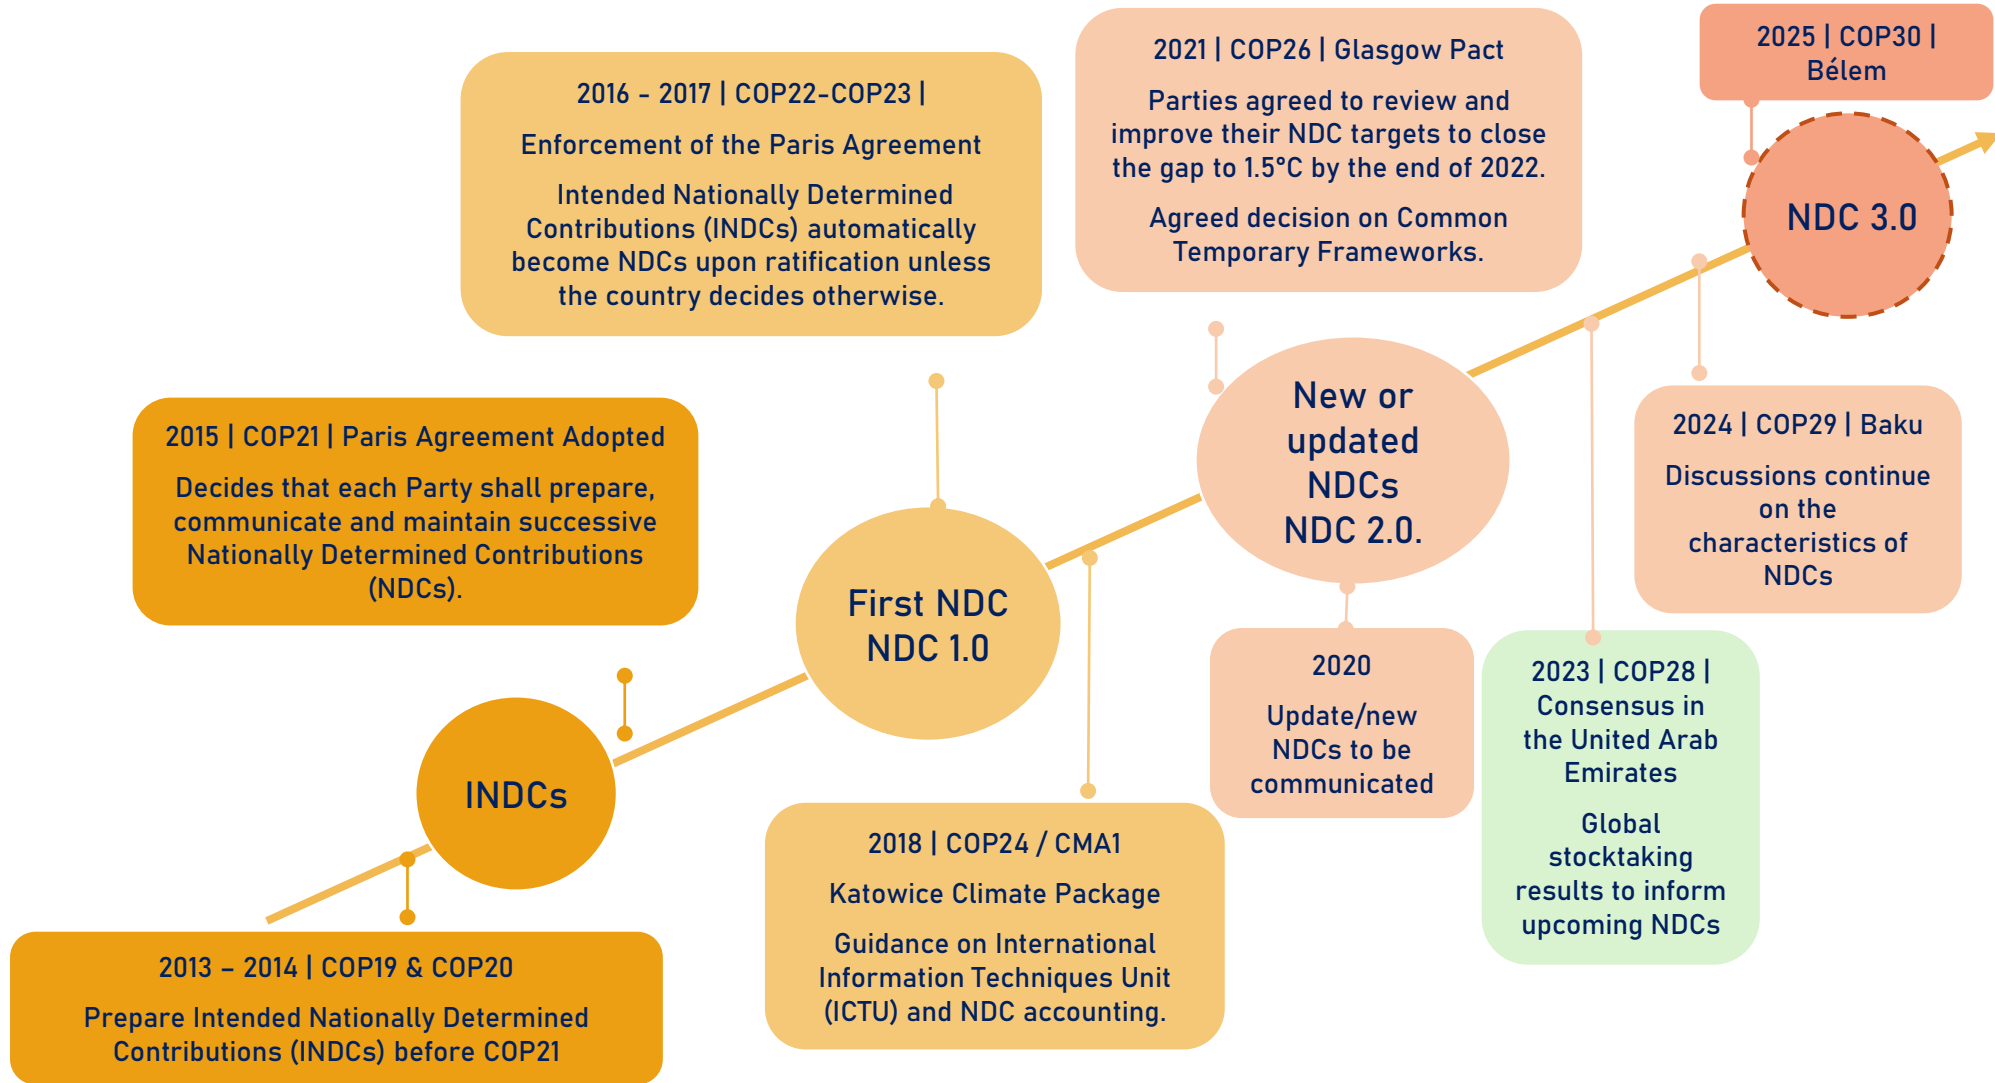 2013 – 2014 | COP19 & COP20
Prepare Intended Nationally Determined
Contributions (INDCs) before COP21
INDCs
2015 | COP21 | Paris Agreement Adopted
Decides that each Party shall prepare,
communicate and maintain successive
Nationally Determined Contributions
(NDCs).
2016 - 2017 | COP22-COP23 |
Enforcement of the Paris Agreement
Intended Nationally Determined
Contributions (INDCs) automatically
become NDCs upon ratification unless
the country decides otherwise.
First NDC
NDC 1.0
2018 | COP24 / CMA1
Katowice Climate Package
Guidance on International
Information Techniques Unit
(ICTU) and NDC accounting.
2021 | COP26 | Glasgow Pact
Parties agreed to review and
improve their NDC targets to close
the gap to 1.5°C by the end of 2022.
Agreed decision on Common
Temporary Frameworks.
New or
updated
NDCs
NDC 2.0.
2020
Update/new
NDCs to be
communicated
2023 | COP28 |
Consensus in
the United Arab
Emirates
Global
stocktaking
results to inform
upcoming NDCs
2024 | COP29 | Baku
Discussions continue
on the
characteristics of
NDCs
2025 | COP30 |
Bélem
NDC 3.0